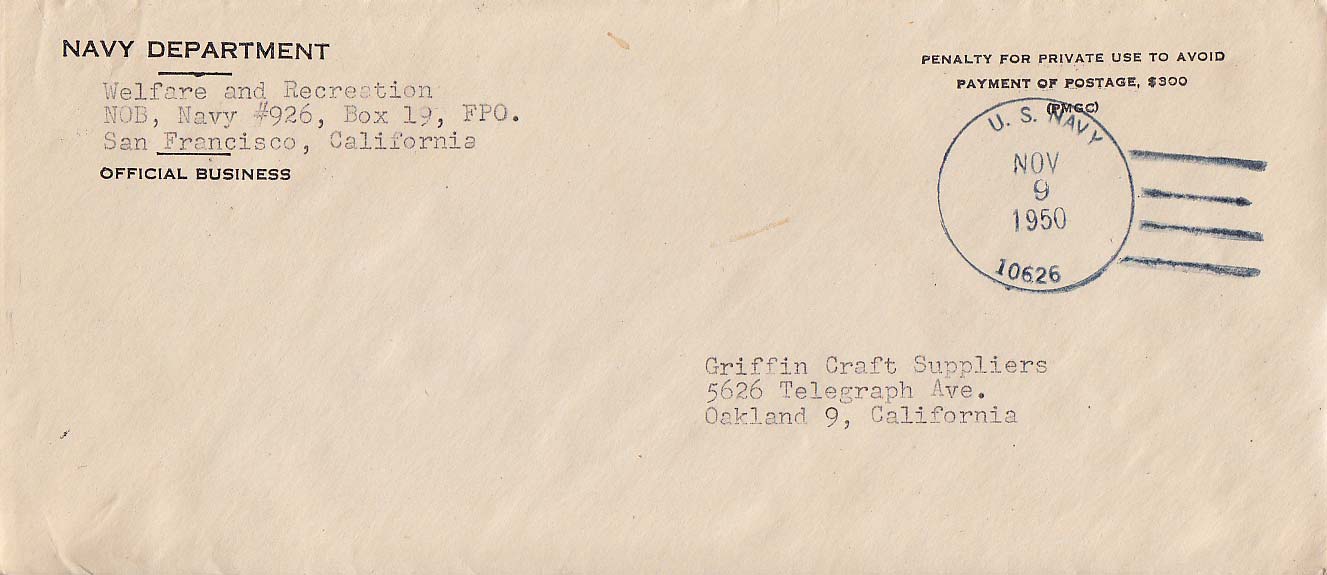 NAVY DEPARTMENT
Welfare and Recreation
NOB, Navy #926, Box 19, FPO.
San Francisco, California
OFFICIAL BUSINESS
PENALTY FOR PRIVATE USE TO AVOID
PAYMENT OF POSTAGE, $300
(PMGC)
U. S. NAVY
NOV
9
1950
10626
Griffin Craft Suppliers
5626 Telegraph Ave.
Oakland 9, California